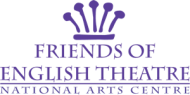 FRIENDS OF
ENGLISH THEATRE
NATIONAL ARTS CENTRE